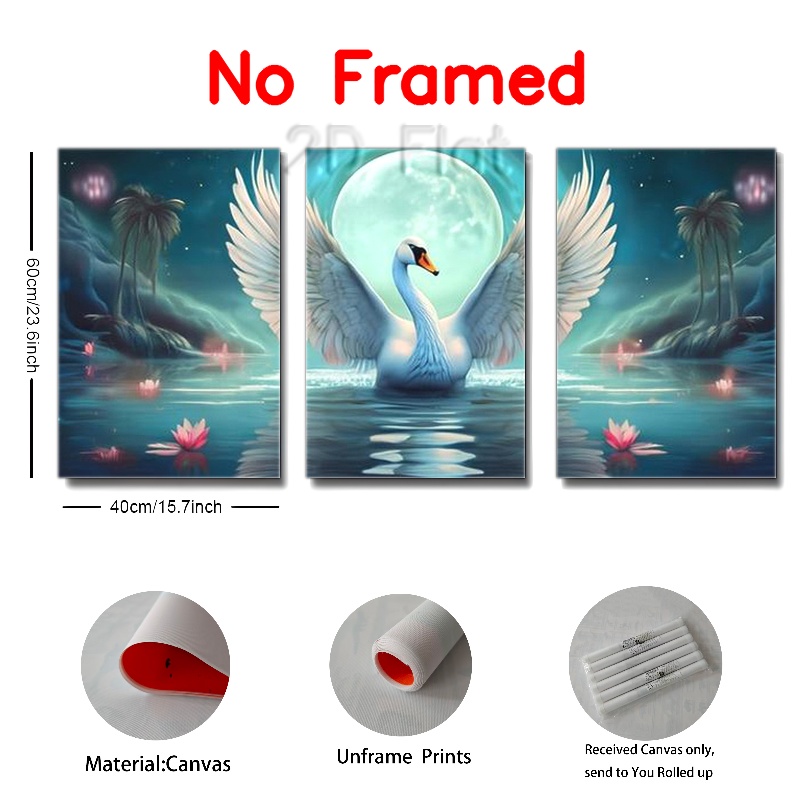 No Framed
2D Flat
60cm/23.6inch
40cm/15.7inch
Material:Canvas
Unframe Prints
Received Canvas only,
send to You Rolled up